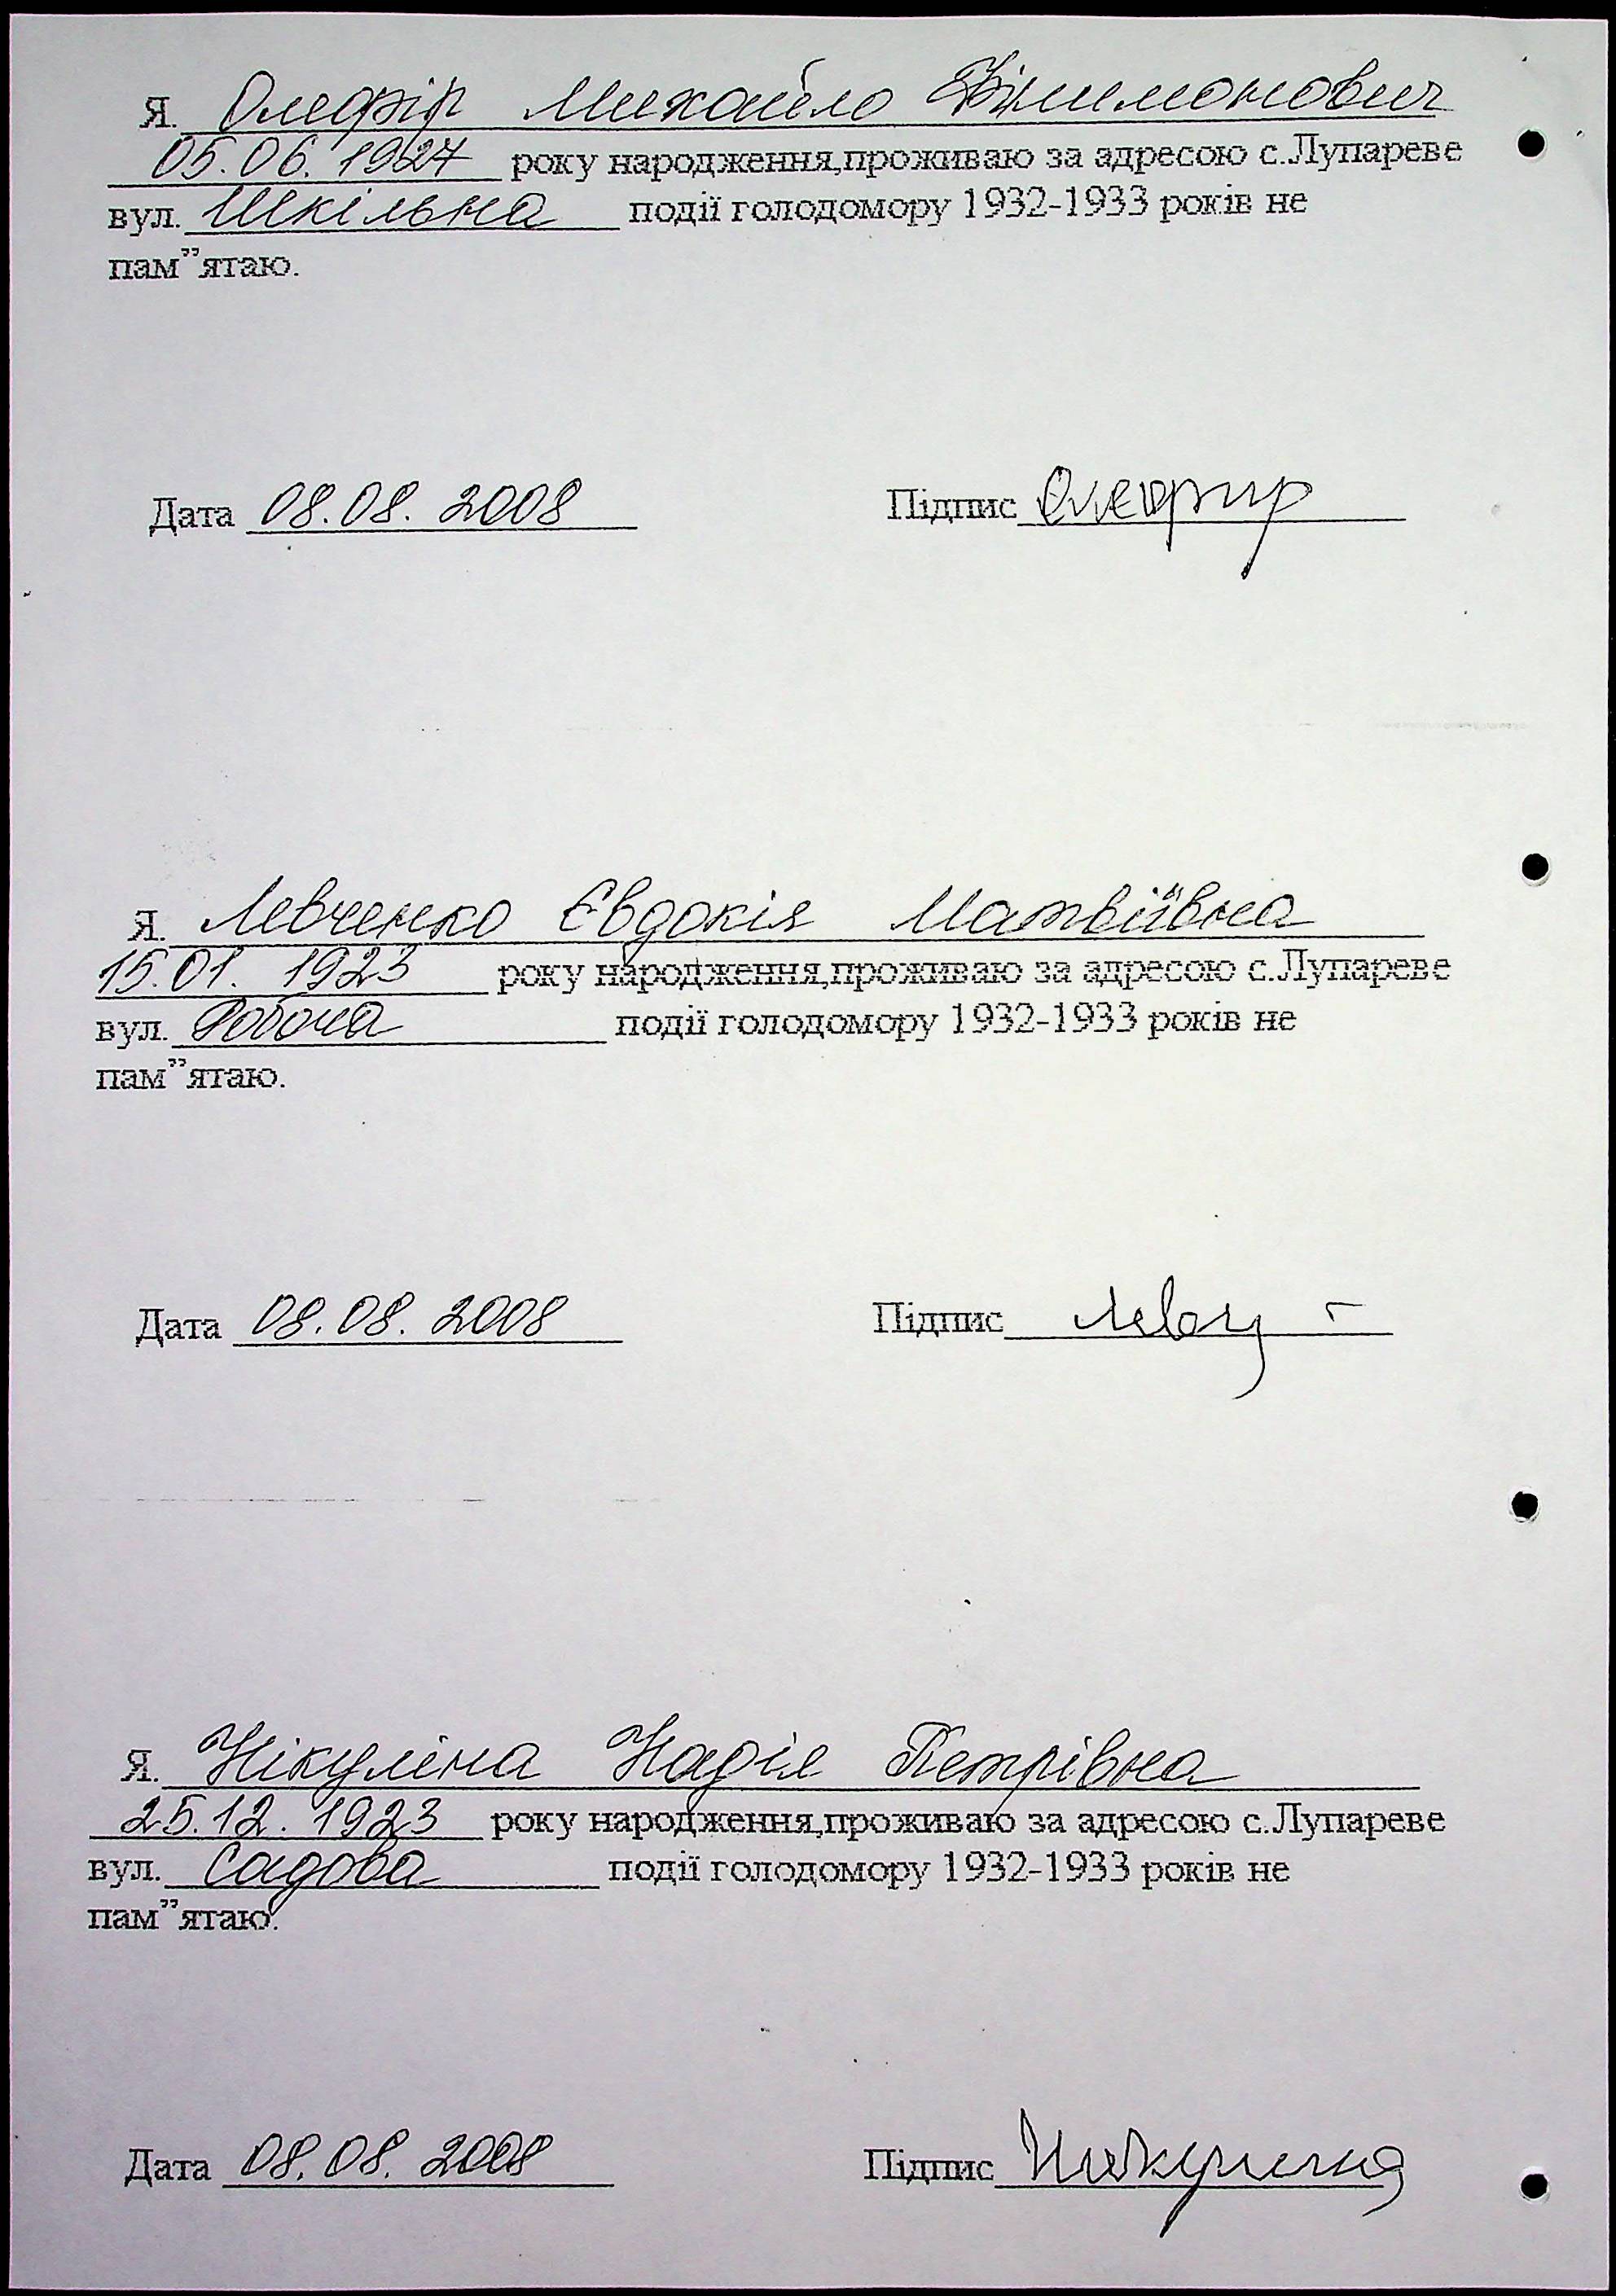 Я. Олефір Михайло Філимонович
05.06.1927 року народження,проживаю за адресою с.Лупареве
вул. Шкільна події голодомору 1932-1933 років не
пам”ятаю.
Дата 08.08.2008 Підпис Олефир
Я. Левченко Євдокія Матвіївна
15.01.1923 року народження,проживаю за адресою с.Лупареве
вул. Робоча події голодомору 1932-1933 років не
пам”ятаю.
Дата 08.08.2008 Підпис
Я. Нікуліна Надія Петрівна
25.12.1923 року народження,проживаю за адресою с.Лупареве
вул. Садова події голодомору 1932-1933 років не
пам”ятаю.
Дата 08.08.2008 Підпис